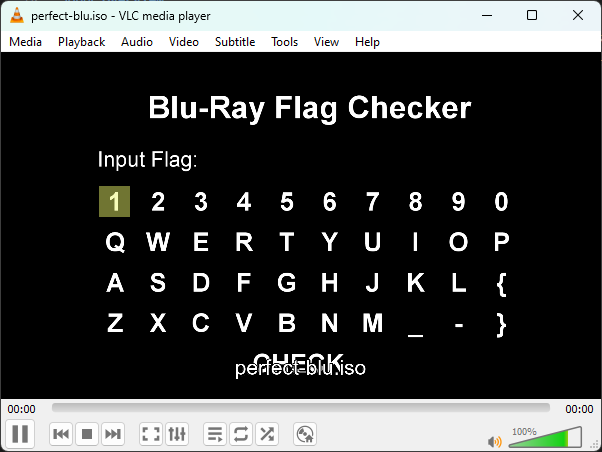 perfect-blu.iso - VLC media player
Media Playback Audio Video Subtitle Tools View Help
Blu-Ray Flag Checker
Input Flag:
1 2 3 4 5 6 7 8 9 0
Q W E R T Y U I O P
A S D F G H J K L {
Z X C V B N M _ - }
CHECK
perfect-blu.iso
00:00 00:00
100%